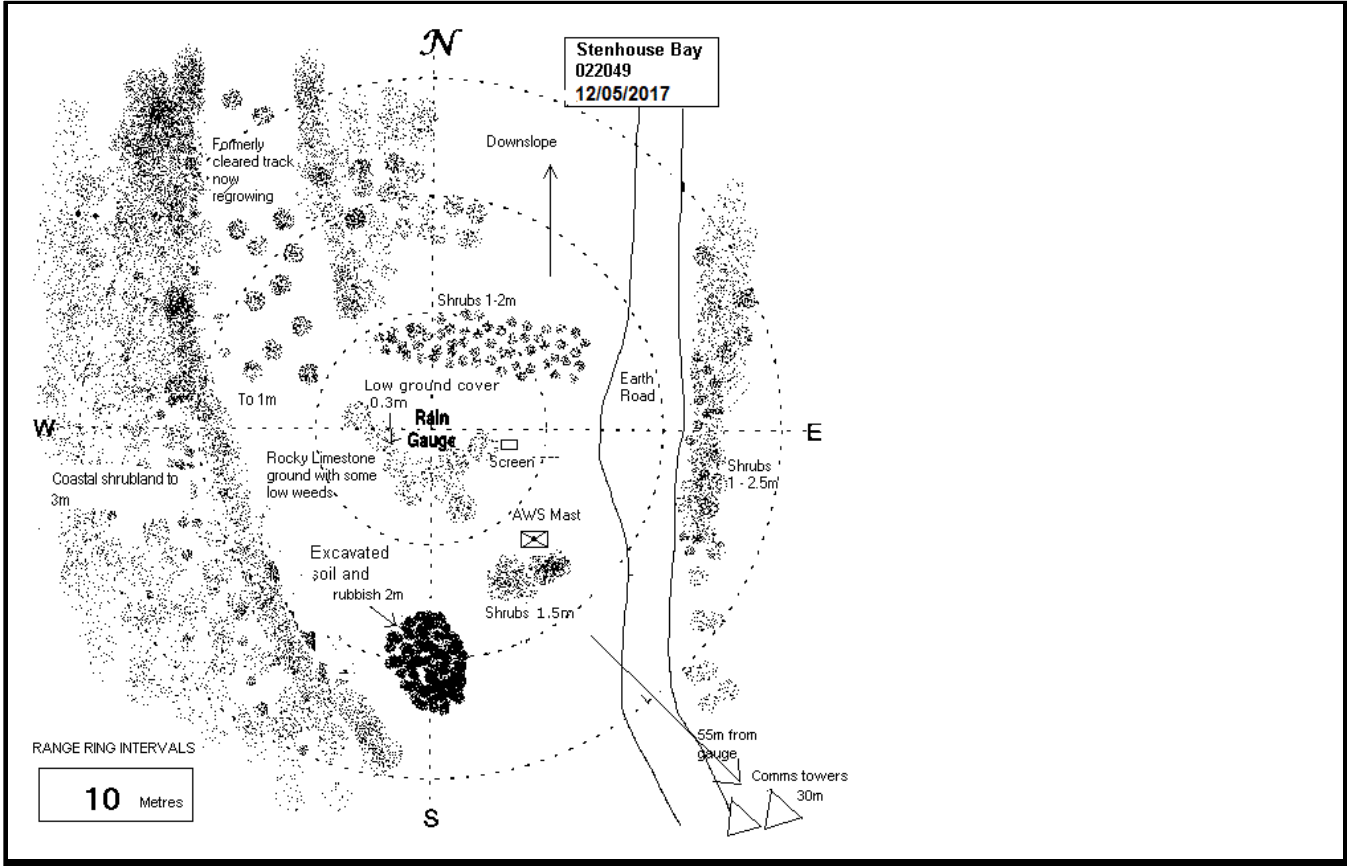 N
Stenhouse Bay
022049
12/05/2017
Downslope
Formerly
cleared track
now
regrowing
Shrubs 1-2m
Earth
Road
Low ground cover
0.3m
To 1m
Rain
Gauge
W
E
Screen
Rocky Limestone
ground with some
low weeds
Coastal shrubland to
3m
Shrubs
1 - 2.5m
AWS Mast
Excavated
soil and
rubbish 2m
Shrubs 1.5m
55m from
gauge
RANGE RING INTERVALS
10 Metres
Comms towers
30m
S